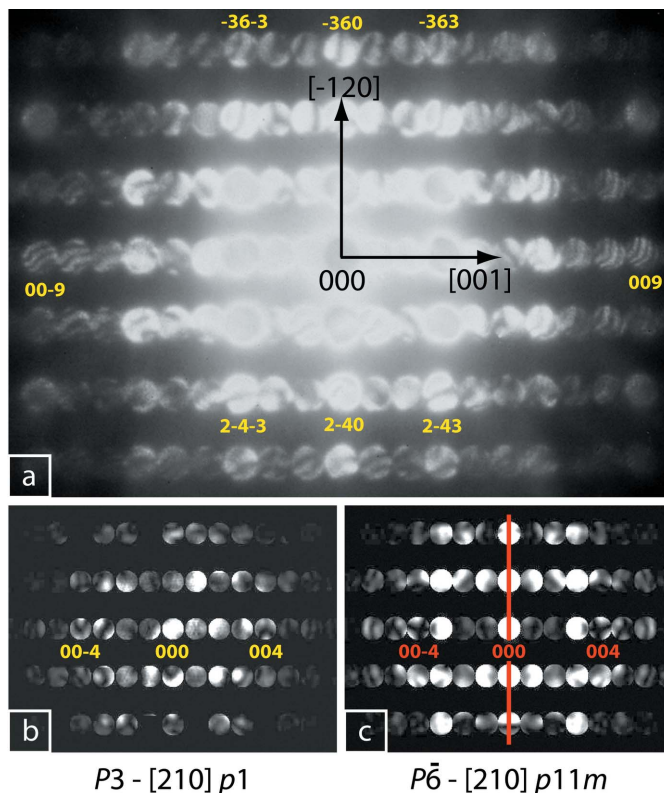 -36-3 -360 -363
[-120]
000 [001]
00-9 009
2-4-3 2-40 2-43
a
00-4 000 004
00-4 000 004
b
c
P3 - [210] p1
P6̄ - [210] p11m